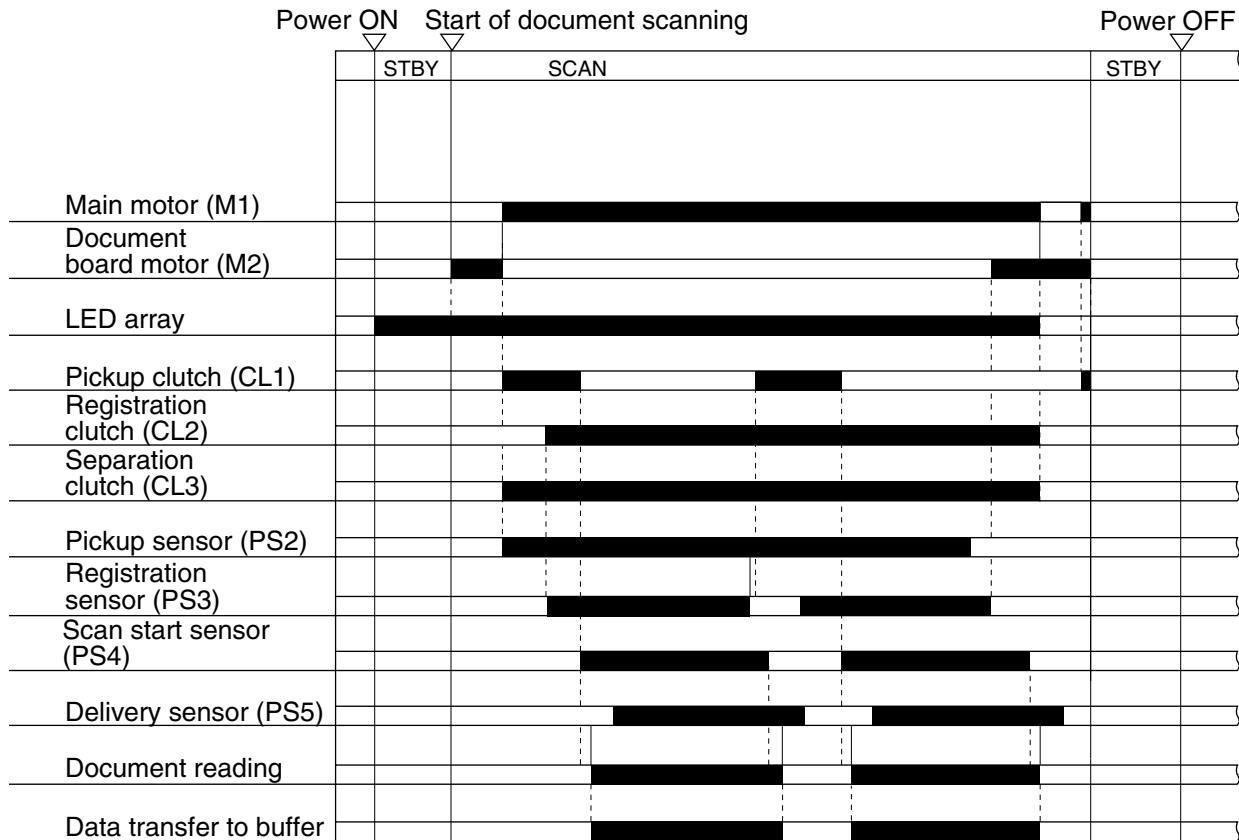 Power ON Start of document scanning Power OFF
STBY SCAN STBY
Main motor (M1)
Document
board motor (M2)
LED array
Pickup clutch (CL1)
Registration
clutch (CL2)
Separation
clutch (CL3)
Pickup sensor (PS2)
Registration
sensor (PS3)
Scan start sensor
(PS4)
Delivery sensor (PS5)
Document reading
Data transfer to buffer